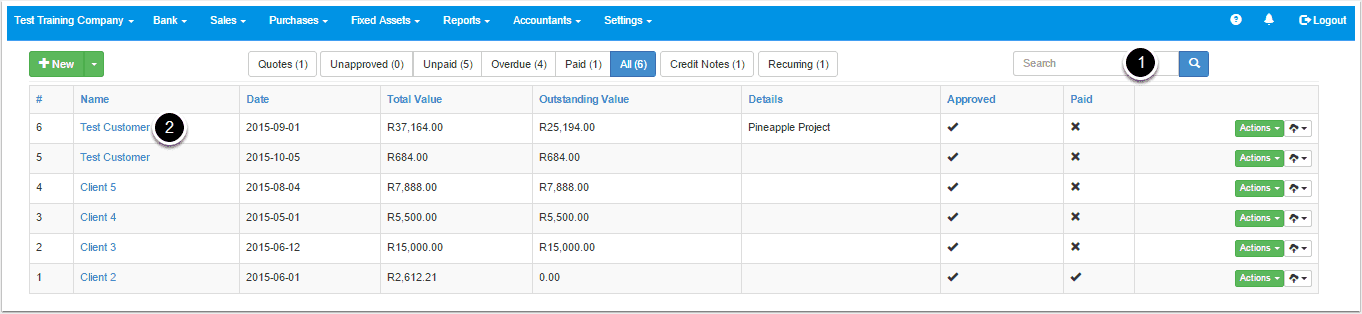 Test Training Company Bank Sales Purchases Fixed Assets Reports Accountants Settings Logout
New Quotes (1) Unapproved (0) Unpaid (5) Overdue (4) Paid (1) All (6) Credit Notes (1) Recurring (1) Search 1
# Name Date Total Value Outstanding Value Details Approved Paid
6 Test Customer 2 2015-09-01 R37,164.00 R25,194.00 Pineapple Project Actions
5 Test Customer 2015-10-05 R684.00 R684.00 Actions
4 Client 5 2015-08-04 R7,888.00 R7,888.00 Actions
3 Client 4 2015-05-01 R5,500.00 R5,500.00 Actions
2 Client 3 2015-06-12 R15,000.00 R15,000.00 Actions
1 Client 2 2015-06-01 R2,612.21 0.00 Actions